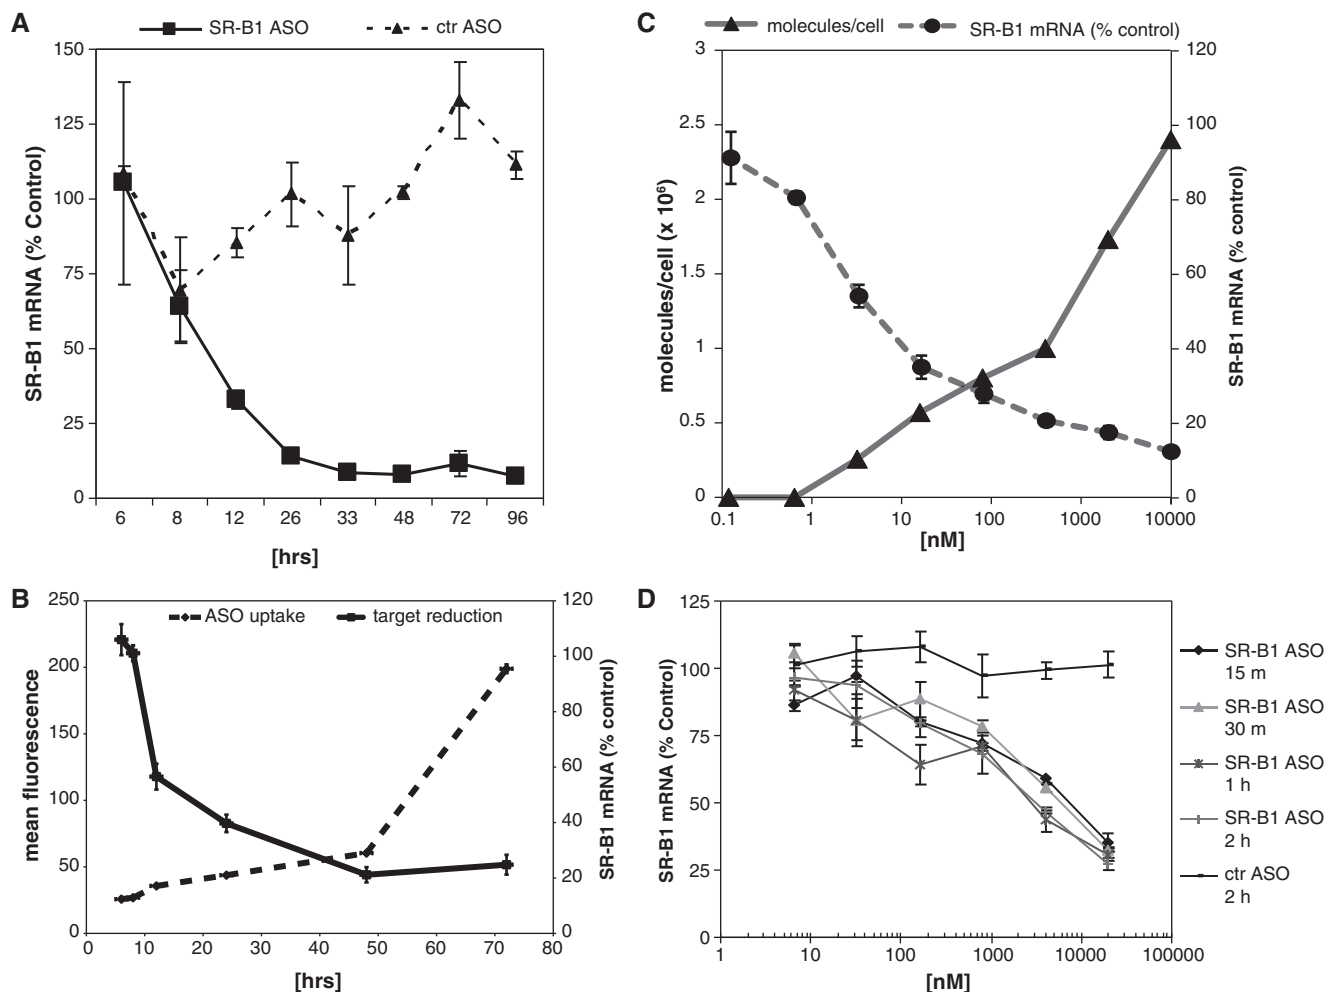 A
SR-B1 ASO
ctr ASO
SR-B1 mRNA (% Control)
150
125
100
75
50
25
0
6 8 12 26 33 48 72 96
[hrs]
C
molecules/cell
SR-B1 mRNA (% control)
molecules/cell (x 10⁶)
3
2.5
2
1.5
1
0.5
0
120
100
80
60
40
20
0
SR-B1 mRNA (% control)
0.1 1 10 100 1000 10000
[nM]
B
ASO uptake
target reduction
mean fluorescence
250
200
150
100
50
0
120
100
80
60
40
20
0
SR-B1 mRNA (% control)
0 10 20 30 40 50 60 70 80
[hrs]
D
SR-B1 mRNA (% Control)
125
100
75
50
25
0
1 10 100 1000 10000 100000
[nM]
SR-B1 ASO
15 m
SR-B1 ASO
30 m
SR-B1 ASO
1 h
SR-B1 ASO
2 h
ctr ASO
2 h